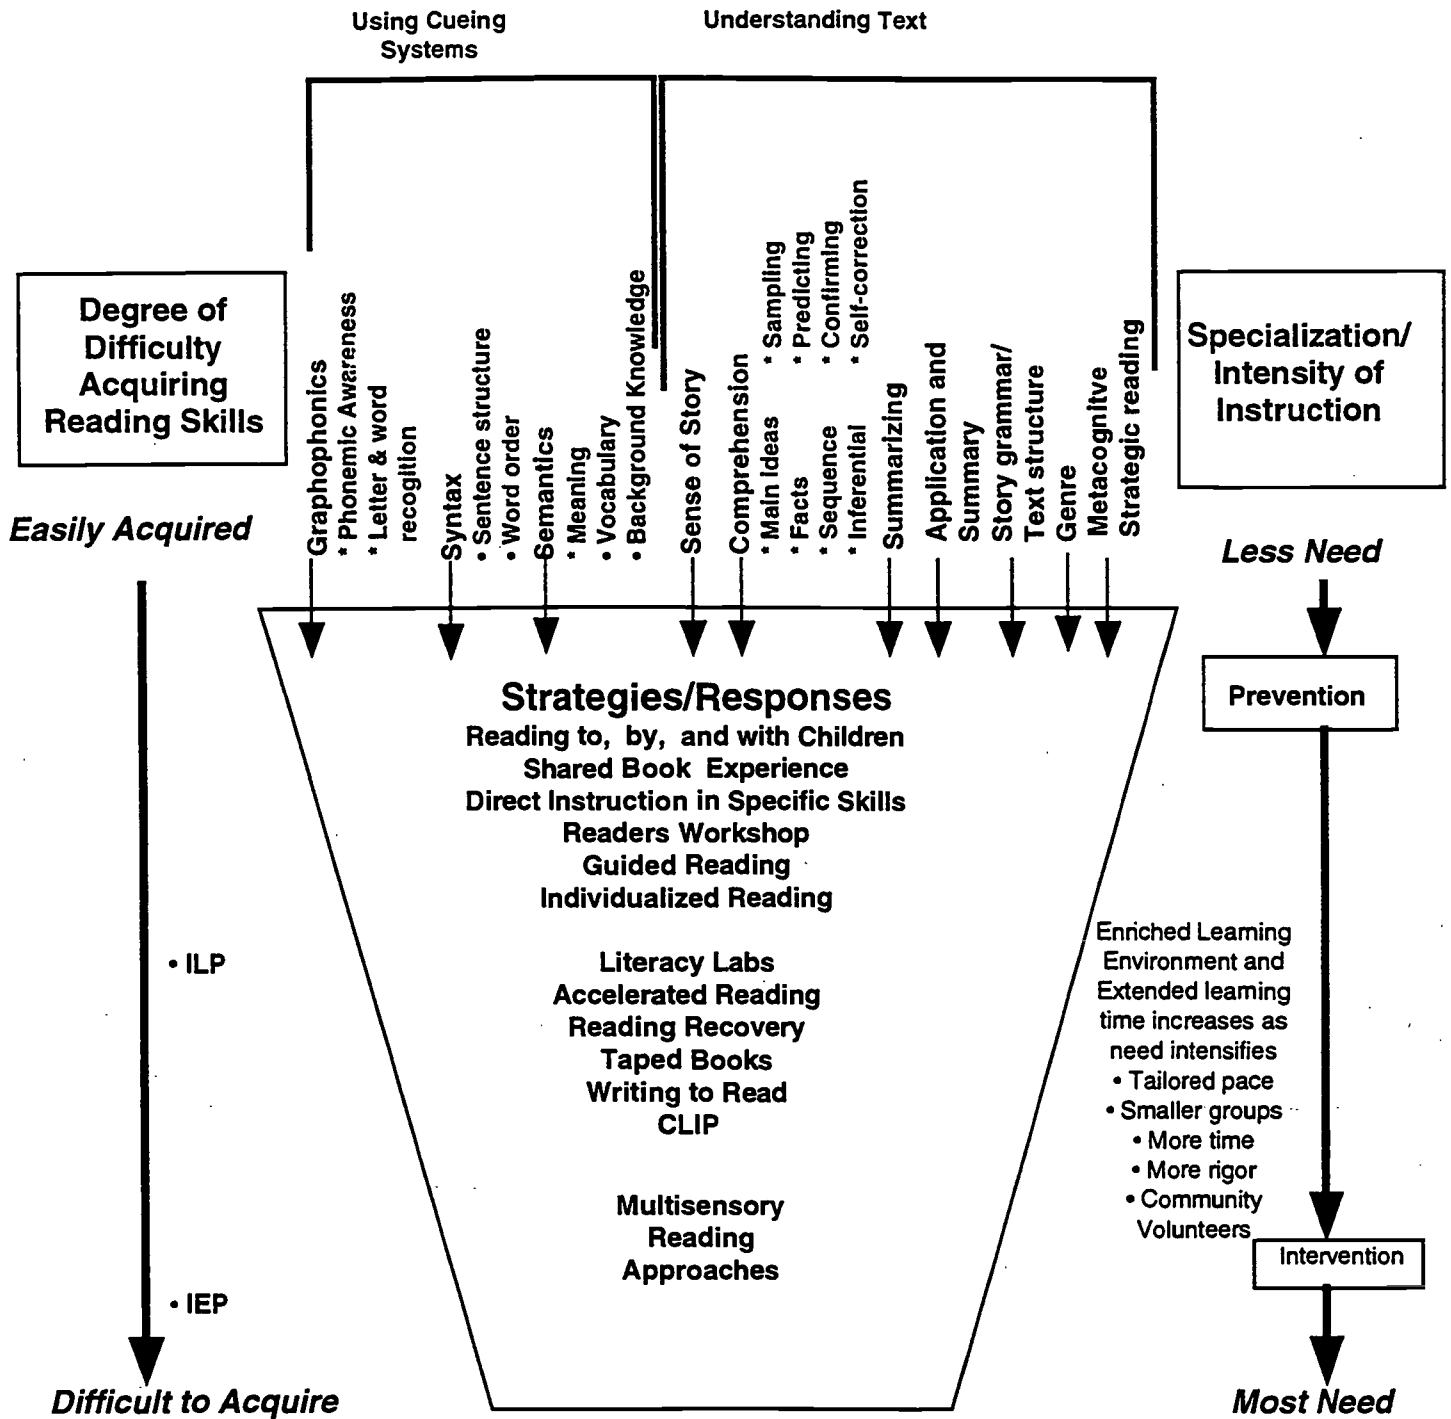 Using Cueing
Systems
Understanding Text
Degree of
Difficulty
Acquiring
Reading Skills
Easily Acquired
• ILP
• IEP
Difficult to Acquire
Graphophonics
* Phonemic Awareness
* Letter & word
recogition
Syntax
• Sentence structure
• Word order
Semantics
* Meaning
• Vocabulary
• Background Knowledge
Sense of Story
Comprehension
* Main Ideas
* Sampling
* Facts
* Predicting
* Sequence
* Confirming
* Inferential
* Self-correction
Summarizing
Application and
Summary
Story grammar/
Text structure
Genre
Metacognitve
Strategic reading
Strategies/Responses
Reading to, by, and with Children
Shared Book Experience
Direct Instruction in Specific Skills
Readers Workshop
Guided Reading
Individualized Reading
Literacy Labs
Accelerated Reading
Reading Recovery
Taped Books
Writing to Read
CLIP
Multisensory
Reading
Approaches
Specialization/
Intensity of
Instruction
Less Need
Prevention
Enriched Learning
Environment and
Extended learning
time increases as
need intensifies
• Tailored pace
• Smaller groups
• More time
• More rigor
• Community
Volunteers
Intervention
Most Need